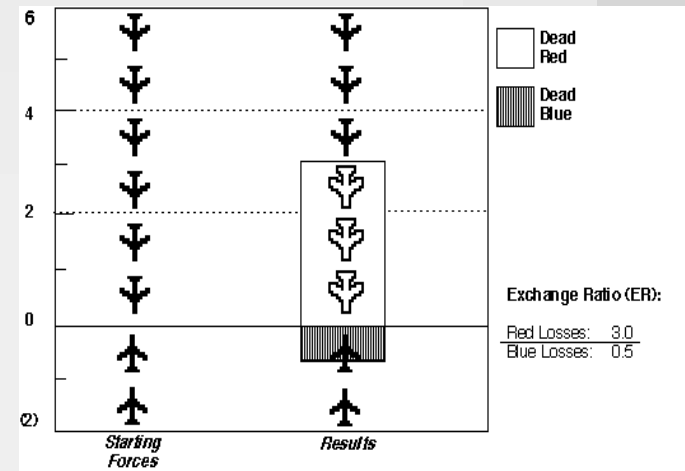 6
4
2
0
(2)
Starting
Forces
Results
Dead
Red
Dead
Blue
Exchange Ratio (ER):
Red Losses: 3.0
Blue Losses: 0.5